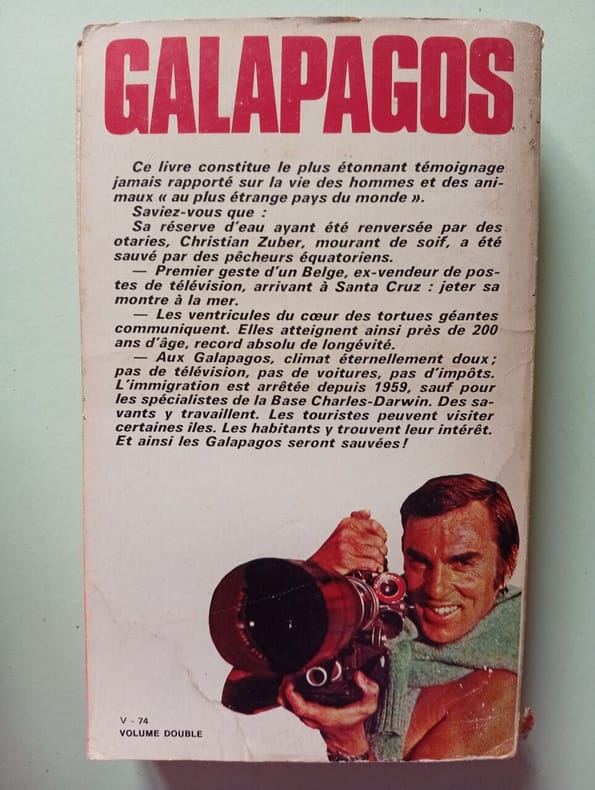 GALAPAGOS
Ce livre constitue le plus étonnant témoignage
jamais rapporté sur la vie des hommes et des ani-
maux « au plus étrange pays du monde ».
Saviez-vous que :
Sa réserve d'eau ayant été renversée par des
otaries, Christian Zuber, mourant de soif, a été
sauvé par des pêcheurs équatoriens.
— Premier geste d'un Belge, ex-vendeur de pos-
tes de télévision, arrivant à Santa Cruz : jeter sa
montre à la mer.
— Les ventricules du cœur des tortues géantes
communiquent. Elles atteignent ainsi près de 200
ans d'âge, record absolu de longévité.
— Aux Galapagos, climat éternellement doux ;
pas de télévision, pas de voitures, pas d'impôts.
L'immigration est arrêtée depuis 1959, sauf pour
les spécialistes de la Base Charles-Darwin. Des sa-
vants y travaillent. Les touristes peuvent visiter
certaines îles. Les habitants y trouvent leur intérêt.
Et ainsi les Galapagos seront sauvées !
V - 74
VOLUME DOUBLE